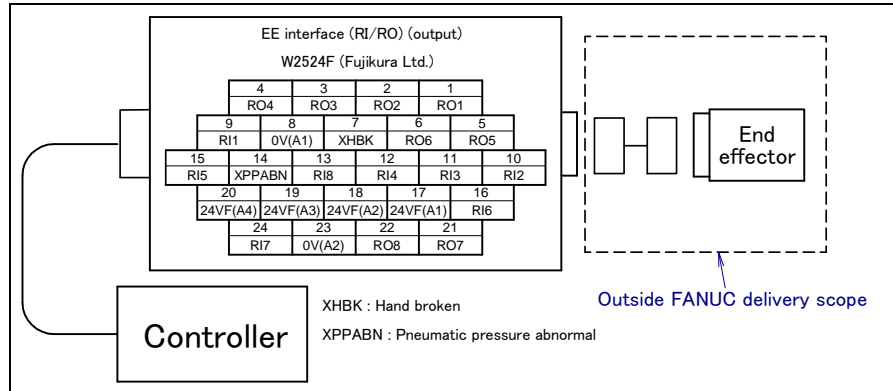 EE interface (RI/RO) (output)
W2524F (Fujikura Ltd.)
4 3 2 1
RO4 RO3 RO2 RO1
9 8 7 6 5
RI1 0V(A1) XHBK RO6 RO5
15 14 13 12 11 10
RI5 XPPABN RI8 RI4 RI3 RI2
20 19 18 17 16
24VF(A4) 24VF(A3) 24VF(A2) 24VF(A1) RI6
24 23 22 21
RI7 0V(A2) RO8 RO7
End
effector
Outside FANUC delivery scope
Controller
XHBK : Hand broken
XPPABN : Pneumatic pressure abnormal